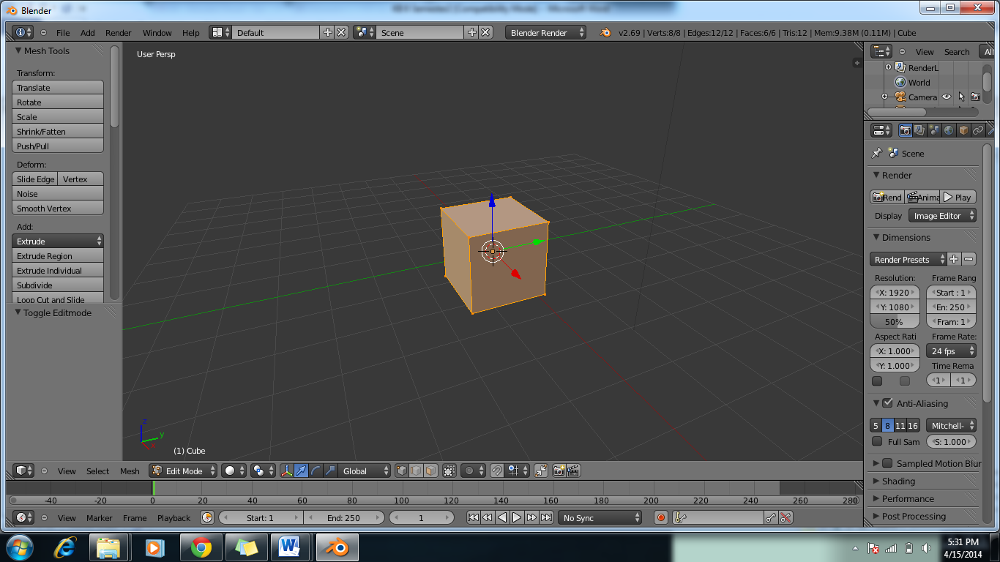 Blender
File Add Render Window Help Default Scene Blender Render v2.69 | Verts:8/8 | Edges:12/12 | Faces:6/6 | Tris:12 | Mem:9.38M (0.11M) | Cube
Mesh Tools
Transform:
Translate
Rotate
Scale
Shrink/Fatten
Push/Pull
Deform:
Slide Edge Vertex
Noise
Smooth Vertex
Add:
Extrude
Extrude Region
Extrude Individual
Subdivide
Loop Cut and Slide
Toggle Editmode
User Persp
z
y
x
(1) Cube
View Select Mesh Edit Mode Global
View Search All
RenderL
World
Camera
Scene
Render
Rend Anima Play
Display Image Editor
Dimensions
Render Presets
Resolution: Frame Rang
X: 1920 Start : 1
Y: 1080 En: 250
50% Fram: 1
Aspect Rati Frame Rate:
X: 1.000 24 fps
Y: 1.000 Time Rema
1 1
Anti-Aliasing
5 8 11 16 Mitchell-
Full Sam S: 1.000
Sampled Motion Blur
Shading
Performance
Post Processing
-40 -20 0 20 40 60 80 100 120 140 160 180 200 220 240 260 280
View Marker Frame Playback Start: 1 End: 250 1 No Sync
5:31 PM
4/15/2014